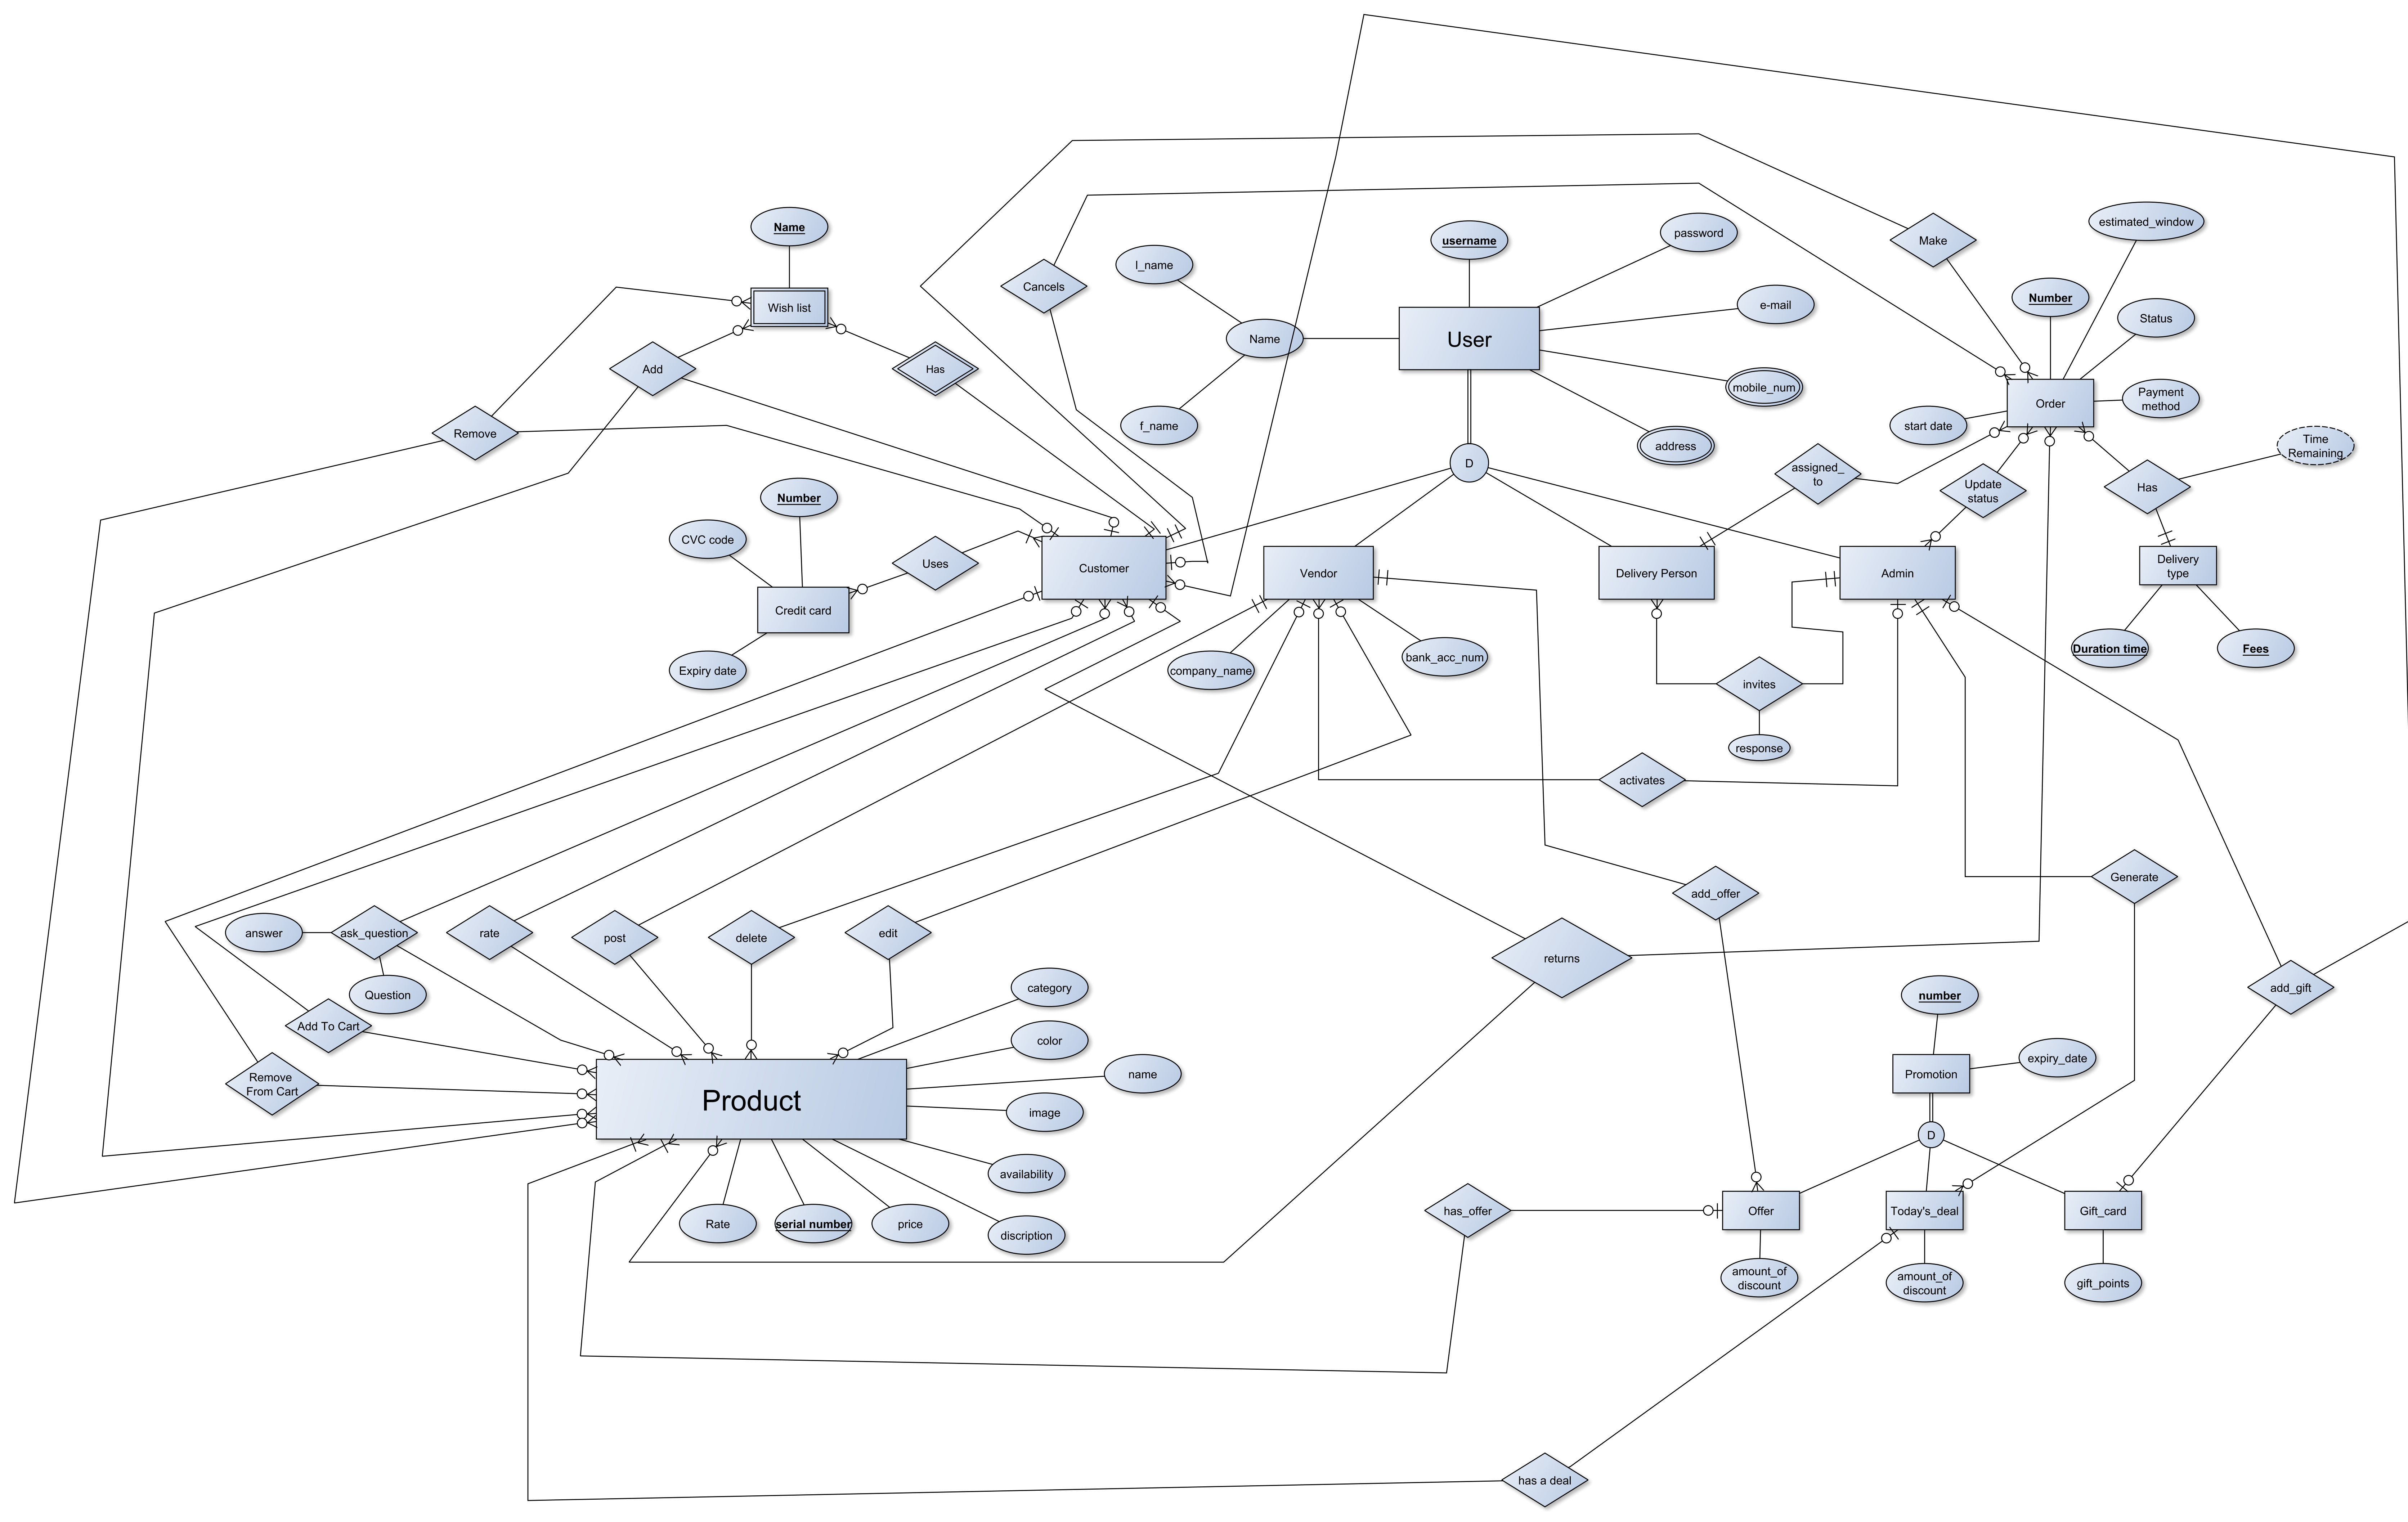 Name
estimated_window
password
username
Make
l_name
Cancels
Number
e-mail
Wish list
Status
Name
User
Add
Has
mobile_num
Payment
method
Order
f_name
start date
Remove
address
Time
Remaining
D
assigned_
to
Update
status
Has
Number
CVC code
Uses
Customer
Vendor
Delivery Person
Admin
Delivery
type
Credit card
Duration time
Fees
company_name
bank_acc_num
Expiry date
invites
response
activates
Generate
add_offer
answer
ask_question
rate
post
delete
edit
returns
category
Question
add_gift
number
Add To Cart
color
expiry_date
Remove
From Cart
name
Promotion
Product
image
D
availability
Rate
serial number
price
discription
has_offer
Offer
Today's_deal
Gift_card
amount_of
discount
amount_of
discount
gift_points
has a deal